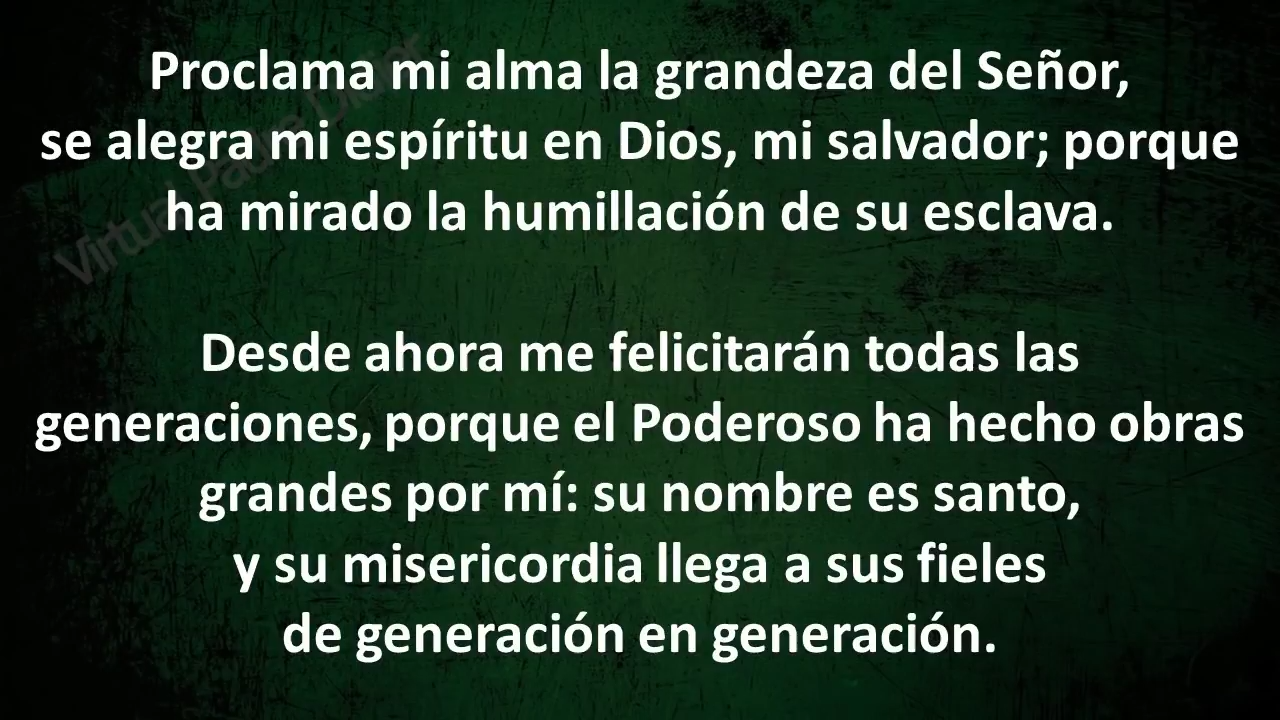 Proclama mi alma la grandeza del Señor,
se alegra mi espíritu en Dios, mi salvador; porque
ha mirado la humillación de su esclava.
Desde ahora me felicitarán todas las
generaciones, porque el Poderoso ha hecho obras
grandes por mí: su nombre es santo,
y su misericordia llega a sus fieles
de generación en generación.